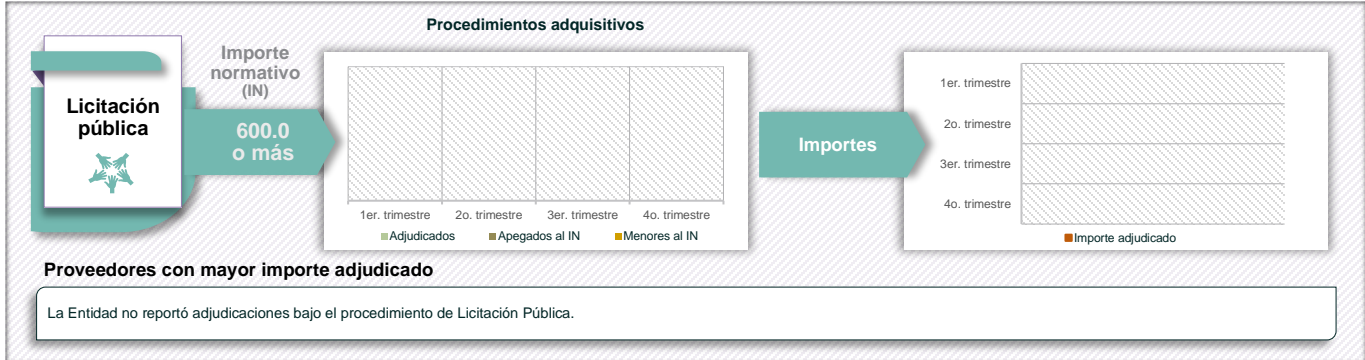 Procedimientos adquisitivos
Licitación
pública
Importe
normativo
(IN)
600.0
o más
1er. trimestre
2o. trimestre
3er. trimestre
4o. trimestre
Adjudicados
Apegados al IN
Menores al IN
Importes
1er. trimestre
2o. trimestre
3er. trimestre
4o. trimestre
Importe adjudicado
Proveedores con mayor importe adjudicado
La Entidad no reportó adjudicaciones bajo el procedimiento de Licitación Pública.